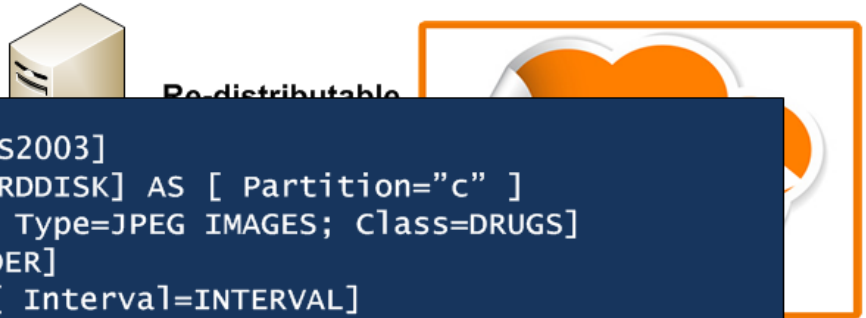 Re-distributable
S2003]
RDDISK] AS [ Partition=”c” ]
Type=JPEG IMAGES; Class=DRUGS]
DER]
[ Interval=INTERVAL]